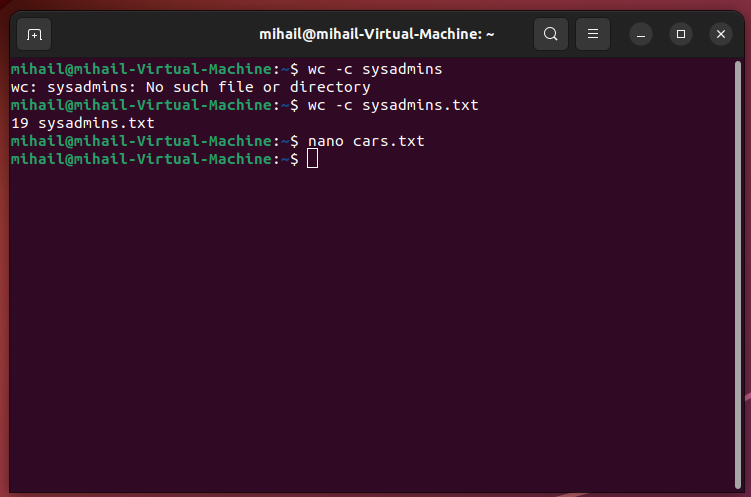 mihail@mihail-Virtual-Machine: ~
mihail@mihail-Virtual-Machine:~$ wc -c sysadmins
wc: sysadmins: No such file or directory
mihail@mihail-Virtual-Machine:~$ wc -c sysadmins.txt
19 sysadmins.txt
mihail@mihail-Virtual-Machine:~$ nano cars.txt
mihail@mihail-Virtual-Machine:~$